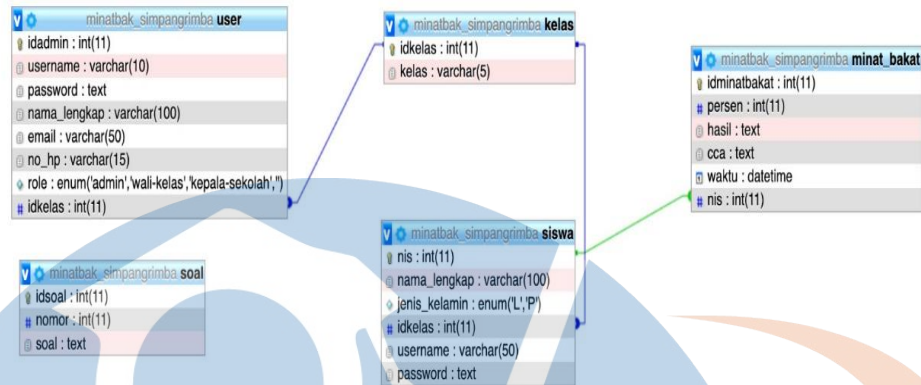 minatbak_simpangrimba user
idadmin : int(11)
username : varchar(10)
password : text
nama_lengkap : varchar(100)
email : varchar(50)
no_hp : varchar(15)
role : enum('admin','wali-kelas','kepala-sekolah','')
idkelas : int(11)
minatbak_simpangrimba soal
idsoal : int(11)
nomor : int(11)
soal : text
minatbak_simpangrimba kelas
idkelas : int(11)
kelas : varchar(5)
minatbak_simpangrimba siswa
nis : int(11)
nama_lengkap : varchar(100)
jenis_kelamin : enum('L','P')
idkelas : int(11)
username : varchar(50)
password : text
minatbak_simpangrimba minat_bakat
idminatbakat : int(11)
persen : int(11)
hasil : text
cca : text
waktu : datetime
nis : int(11)